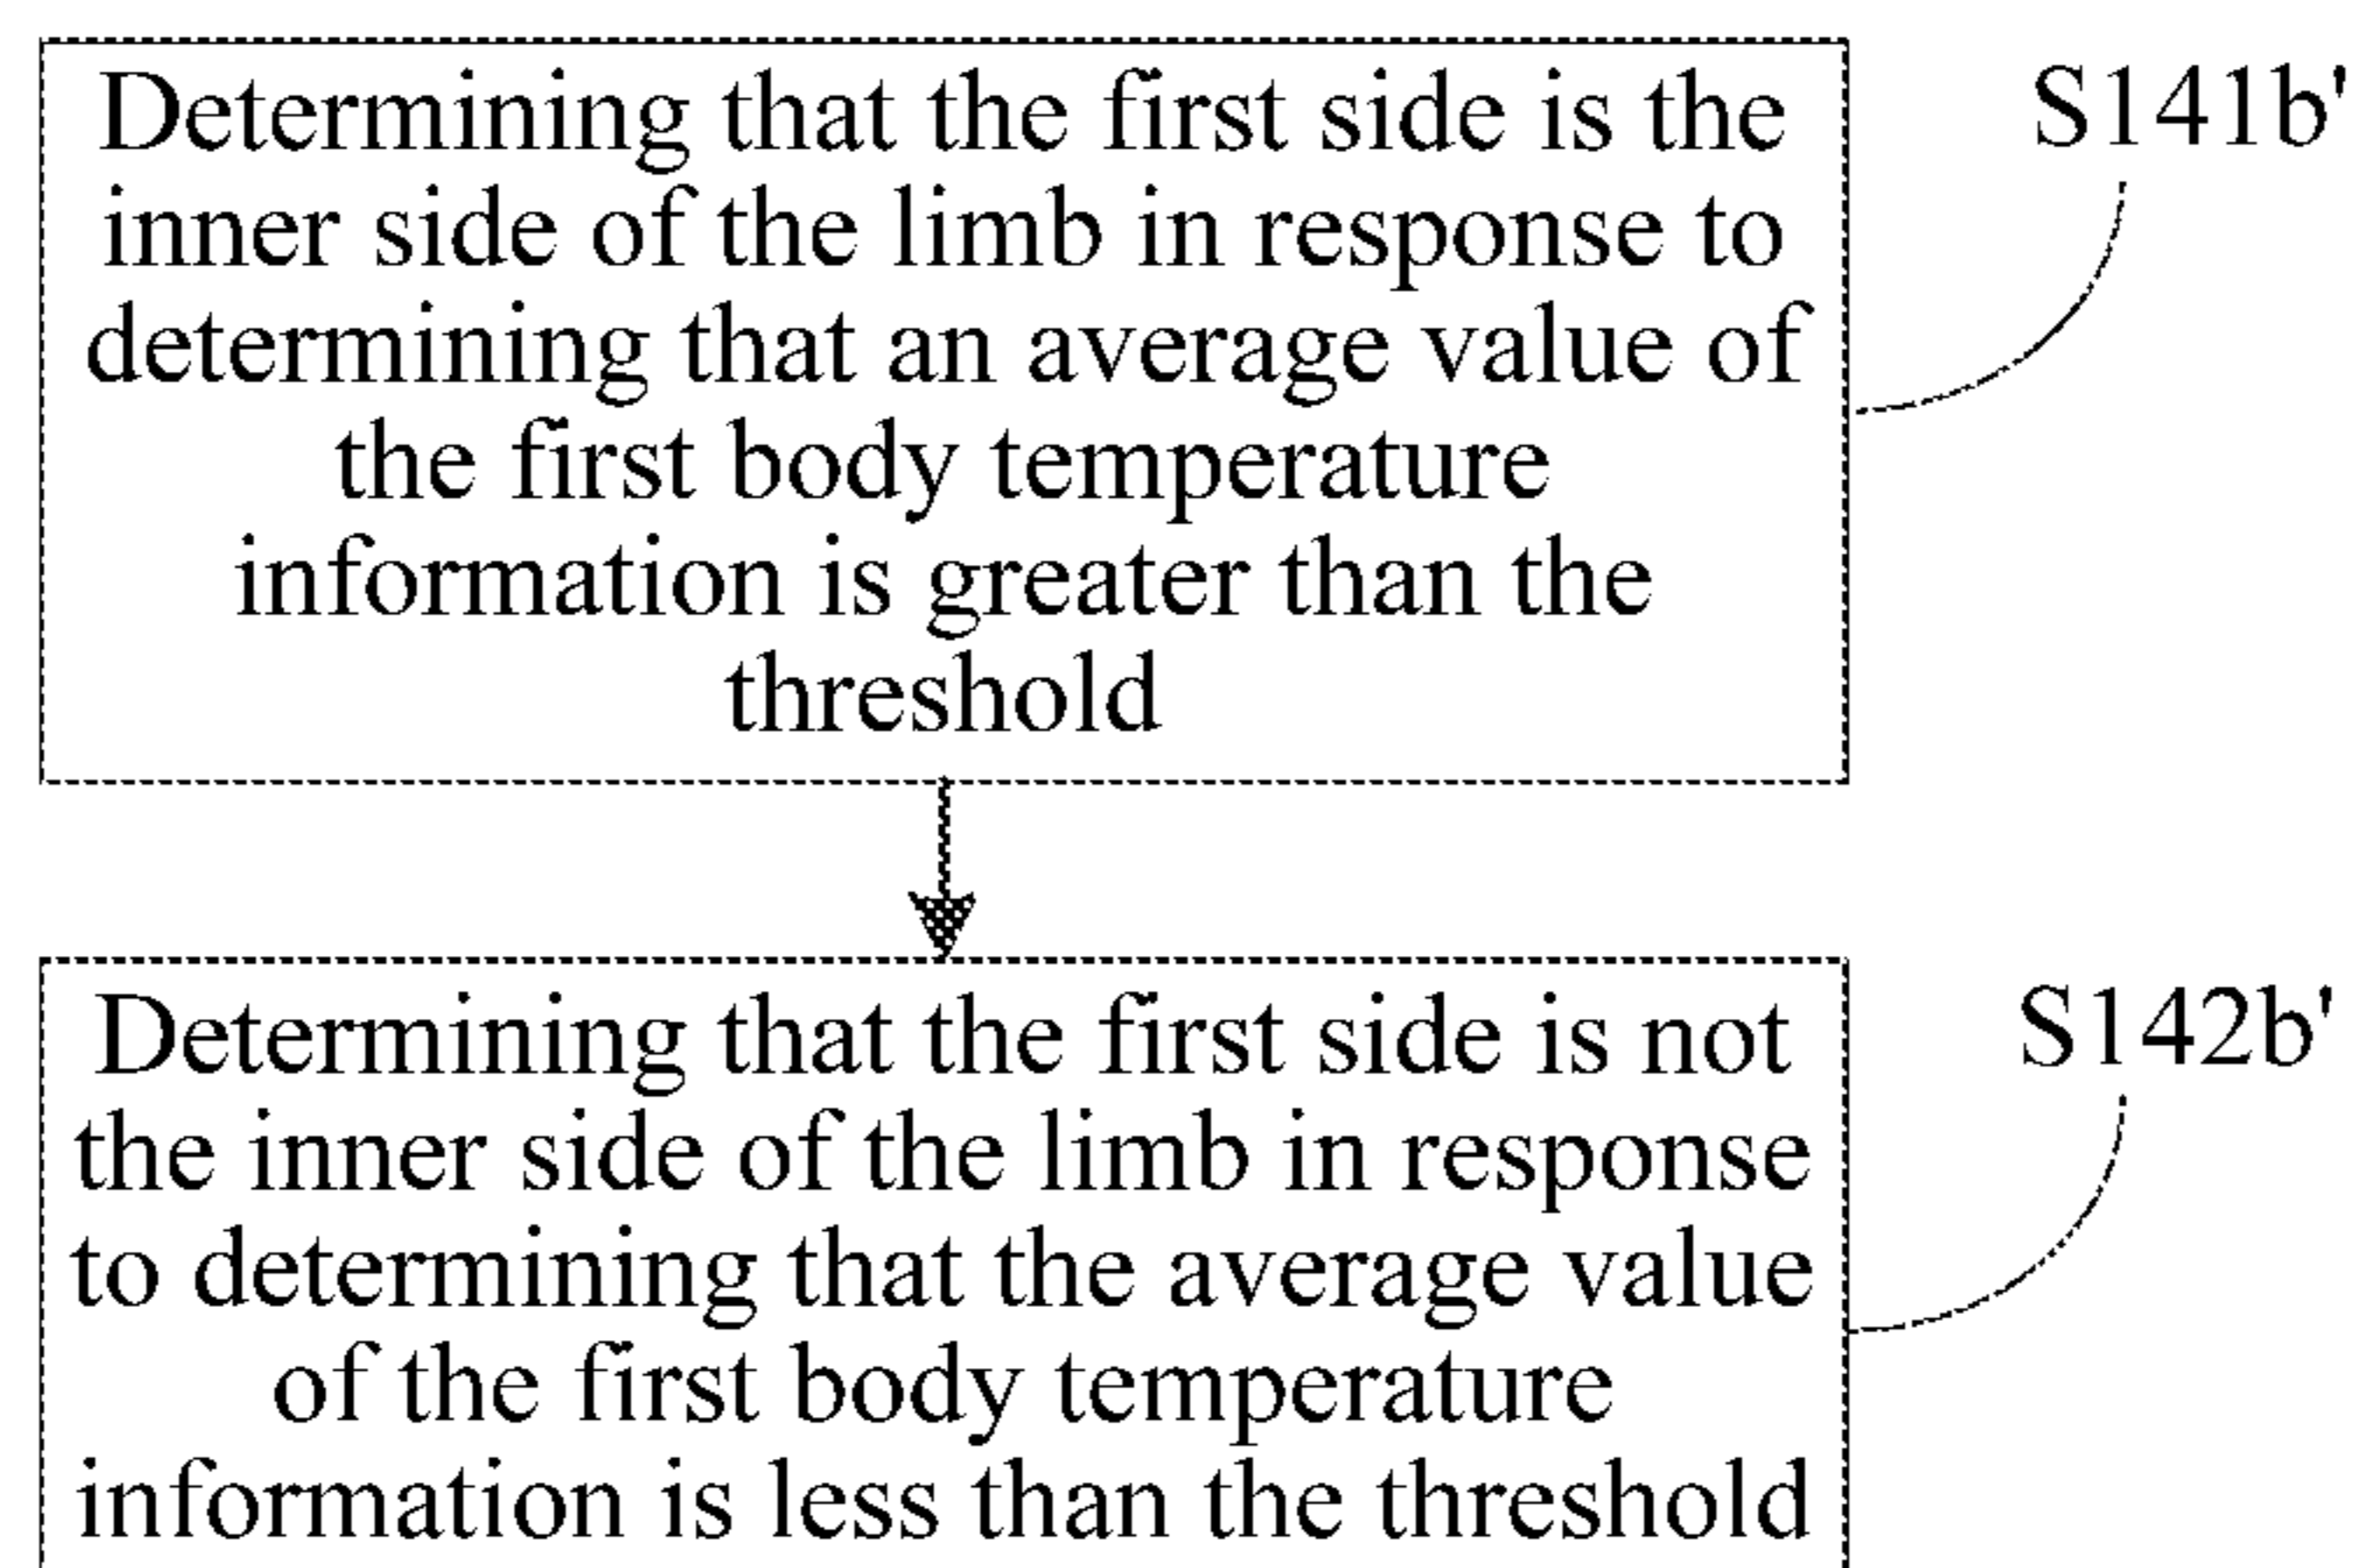 Determining that the first side is the
inner side of the limb in response to
determining that an average value of
the first body temperature
information is greater than the
threshold
S141b'
Determining that the first side is not
the inner side of the limb in response
to determining that the average value
of the first body temperature
information is less than the threshold
S142b'